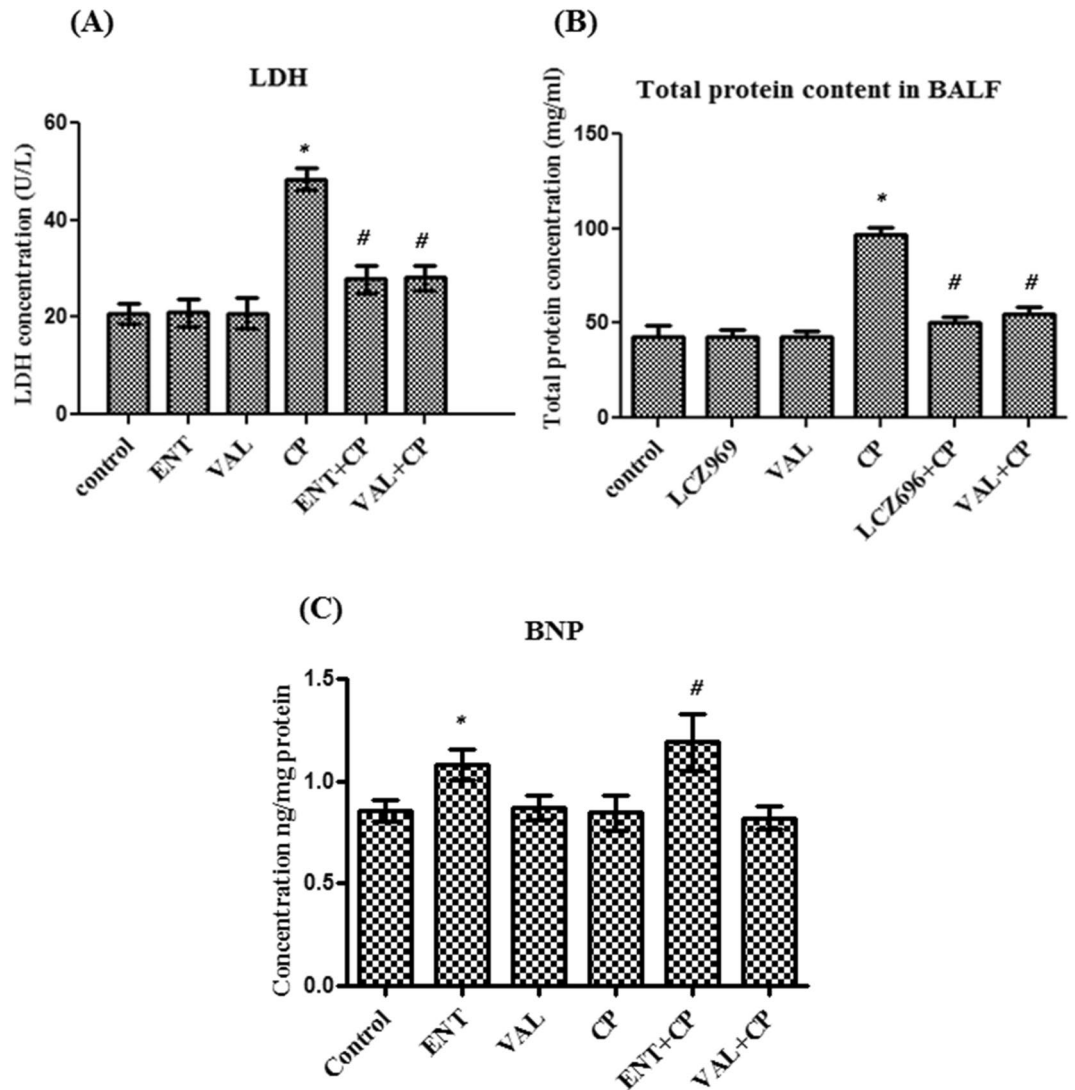 (A)
LDH
LDH concentration (U/L)
60
40
20
0
*
#
#
control
ENT
VAL
CP
ENT+CP
VAL+CP
(B)
Total protein content in BALF
Total protein concentration (mg/ml)
150
100
50
0
*
#
#
control
LCZ969
VAL
CP
LCZ696+CP
VAL+CP
(C)
BNP
Concentration ng/mg protein
1.5
1.0
0.5
0.0
*
#
Control
ENT
VAL
CP
ENT+CP
VAL+CP